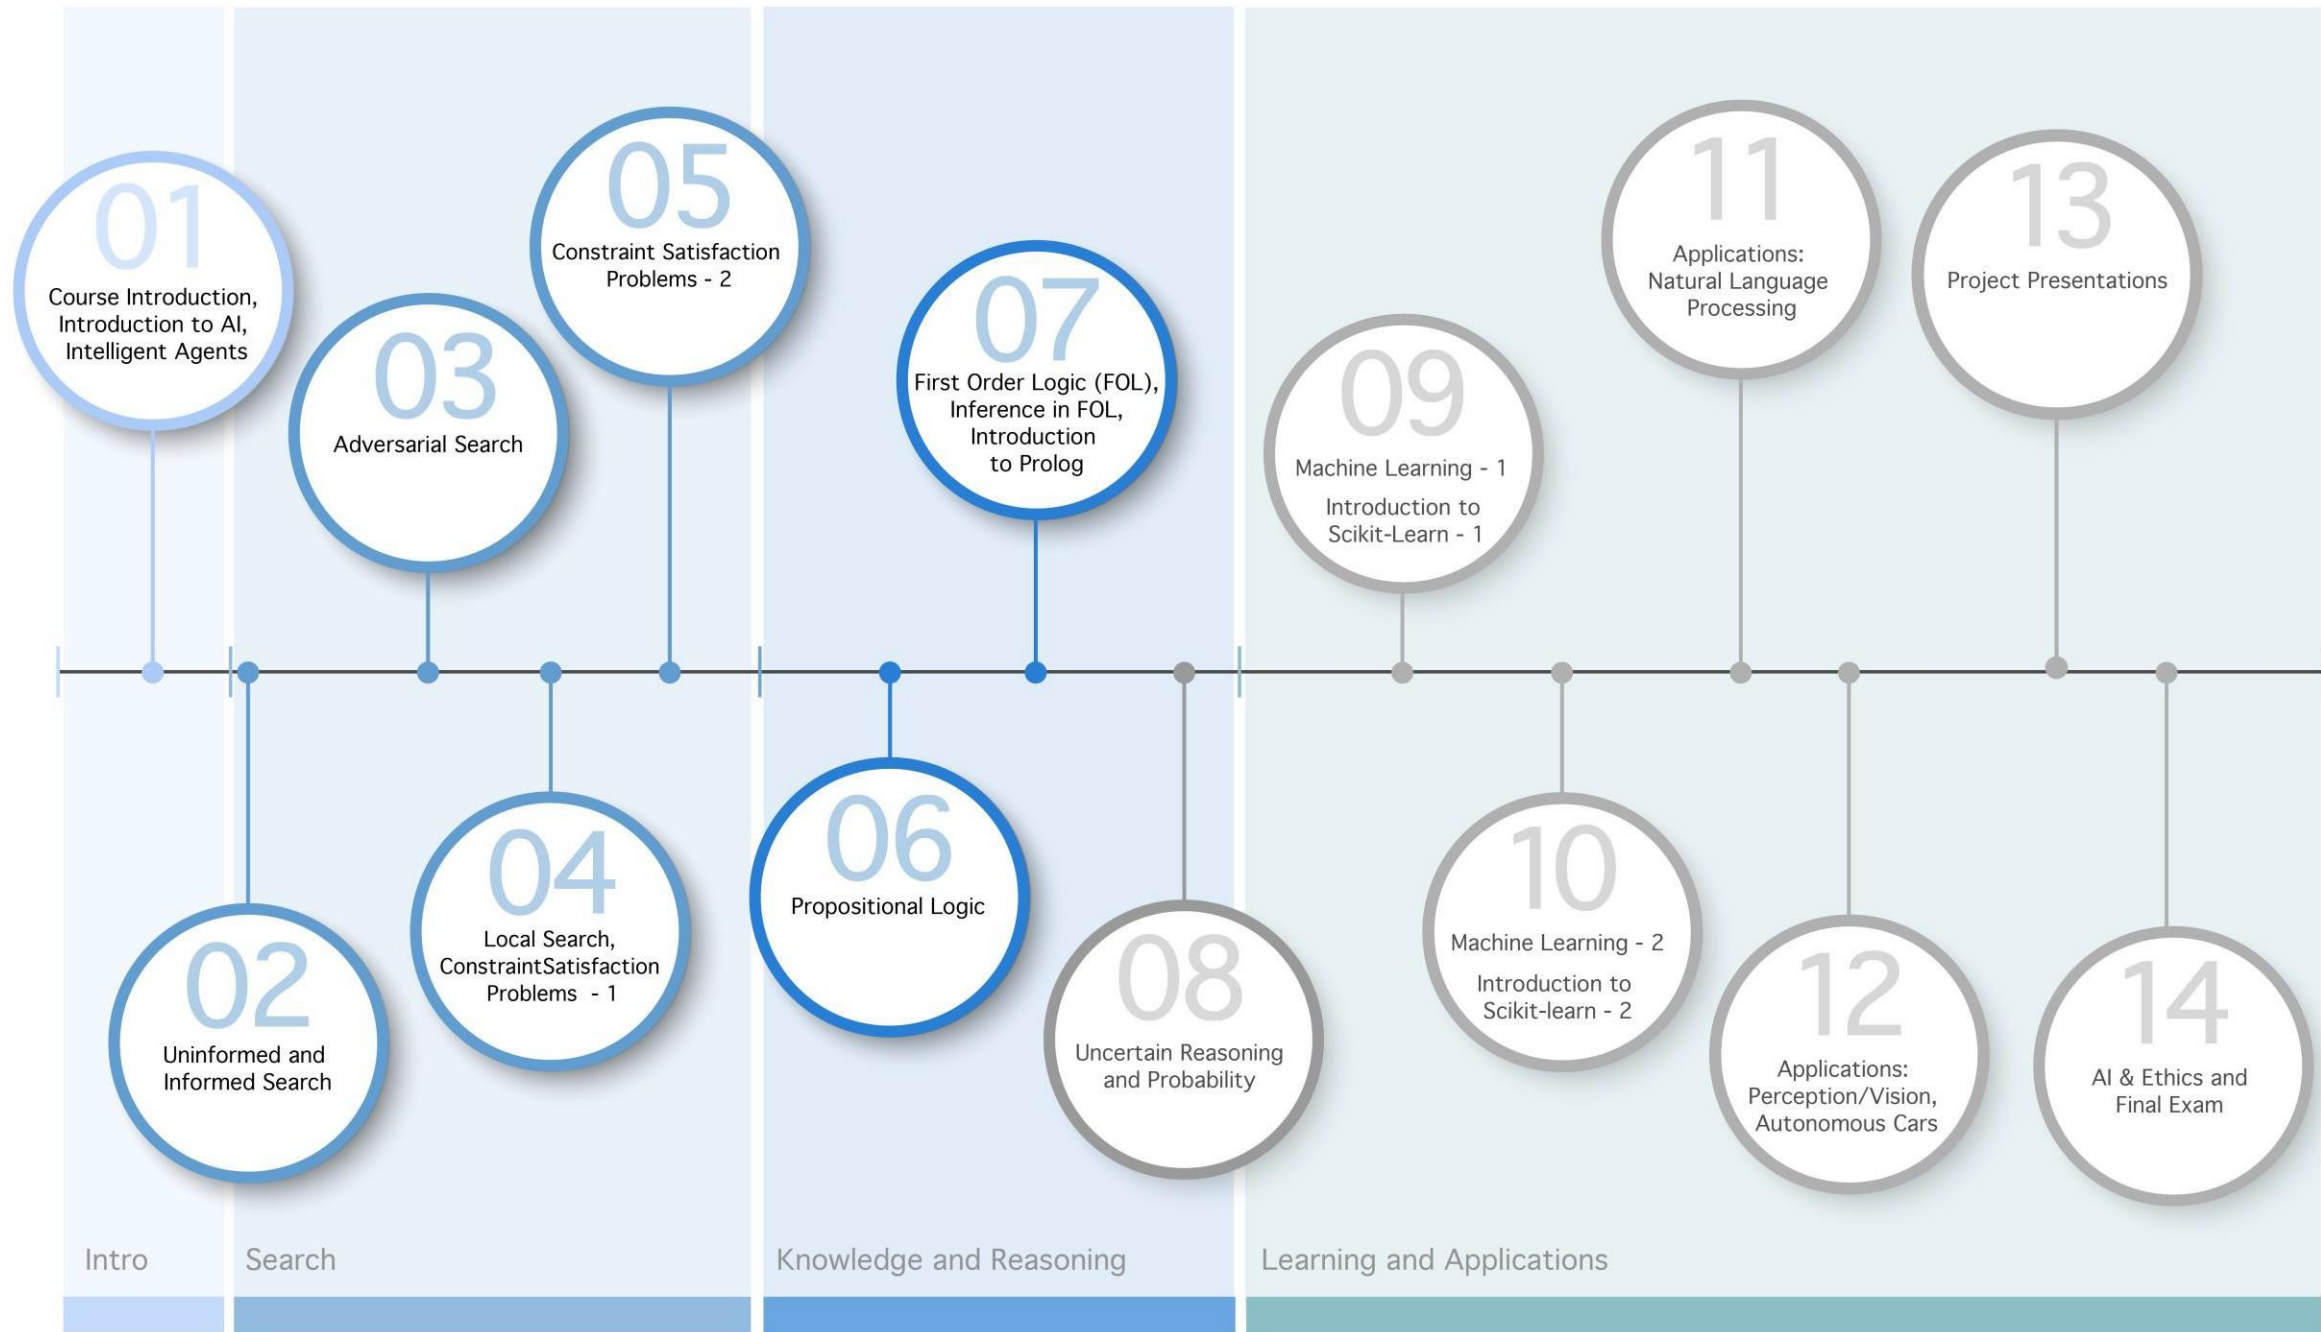 01
Course Introduction,
Introduction to AI,
Intelligent Agents
02
Uninformed and
Informed Search
03
Adversarial Search
04
Local Search,
ConstraintSatisfaction
Problems - 1
05
Constraint Satisfaction
Problems - 2
06
Propositional Logic
07
First Order Logic (FOL),
Inference in FOL,
Introduction
to Prolog
08
Uncertain Reasoning
and Probability
09
Machine Learning - 1
Introduction to
Scikit-Learn - 1
10
Machine Learning - 2
Introduction to
Scikit-learn - 2
11
Applications:
Natural Language
Processing
12
Applications:
Perception/Vision,
Autonomous Cars
13
Project Presentations
14
AI & Ethics and
Final Exam
Intro
Search
Knowledge and Reasoning
Learning and Applications